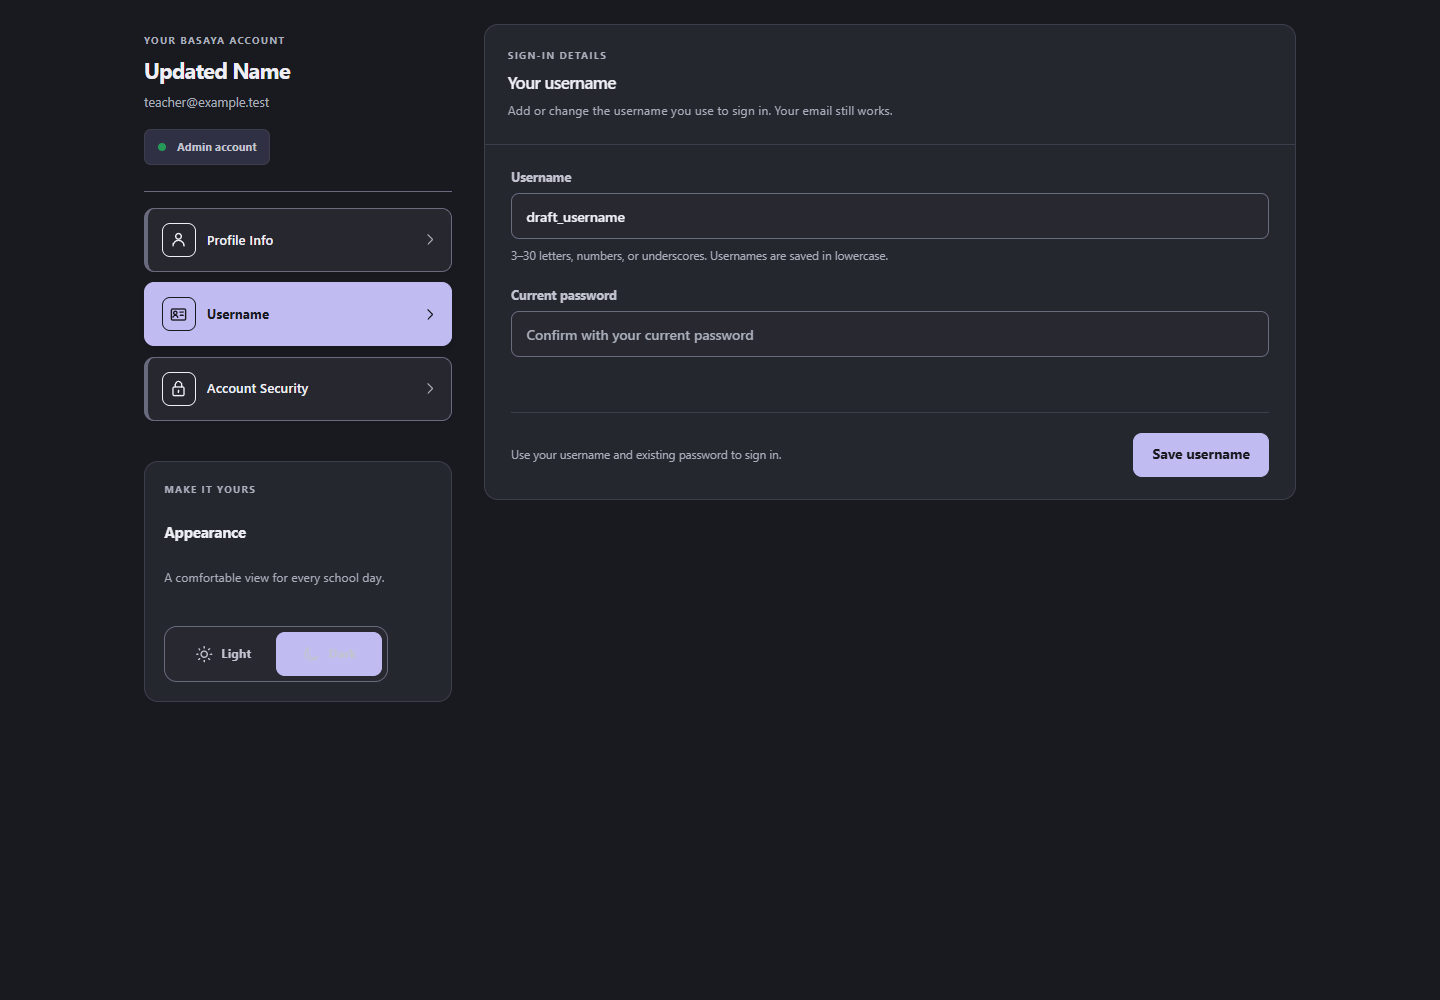 YOUR BASAYA ACCOUNT
Updated Name
teacher@example.test
Admin account
Profile Info
Username
Account Security
MAKE IT YOURS
Appearance
A comfortable view for every school day.
Light
SIGN-IN DETAILS
Your username
Add or change the username you use to sign in. Your email still works.
Username
draft_username
3–30 letters, numbers, or underscores. Usernames are saved in lowercase.
Current password
Confirm with your current password
Use your username and existing password to sign in.
Save username